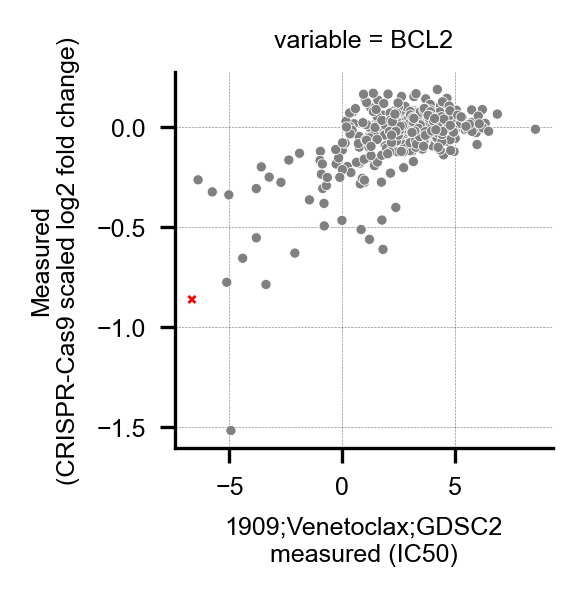 variable = BCL2
Measured
(CRISPR-Cas9 scaled log2 fold change)
0.0
−0.5
−1.0
−1.5
−5
0
5
1909;Venetoclax;GDSC2
measured (IC50)